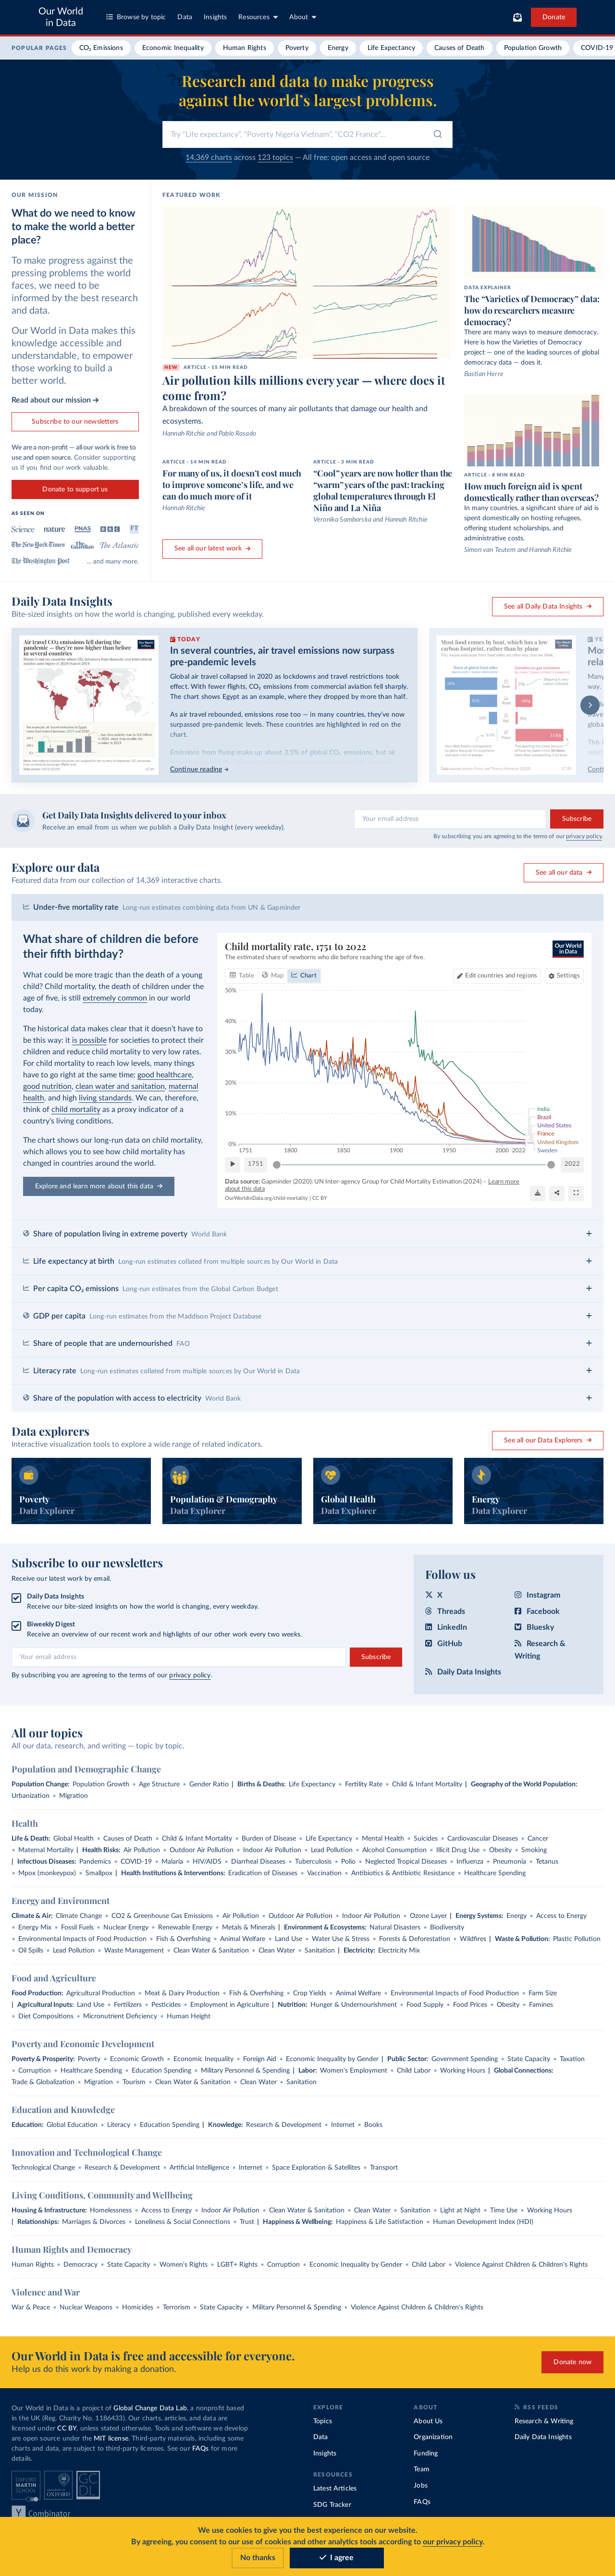 Our World
in Data
Browse by topic
Data
Insights
Resources
About
Donate
POPULAR PAGES
CO₂ Emissions
Economic Inequality
Human Rights
Poverty
Energy
Life Expectancy
Causes of Death
Population Growth
COVID-19
Research and data to make progress
against the world’s largest problems.
Try "Life expectancy", "Poverty Nigeria Vietnam", "CO2 France"...
14,369 charts across 123 topics — All free: open access and open source
OUR MISSION
What do we need to know
to make the world a better
place?
To make progress against the
pressing problems the world
faces, we need to be
informed by the best research
and data.
Our World in Data makes this
knowledge accessible and
understandable, to empower
those working to build a
better world.
Read about our mission
Subscribe to our newsletters
We are a non-profit — all our work is free to
use and open source. Consider supporting
us if you find our work valuable.
Donate to support us
AS SEEN ON
Science nature PNAS BBC FT
The New York Times The Guardian The Atlantic
The Washington Post ... and many more.
FEATURED WORK
NEW ARTICLE - 15 MIN READ
Air pollution kills millions every year — where does it
come from?
A breakdown of the sources of many air pollutants that damage our health and
ecosystems.
Hannah Ritchie and Pablo Rosado
ARTICLE - 14 MIN READ
For many of us, it doesn’t cost much
to improve someone’s life, and we
can do much more of it
Hannah Ritchie
ARTICLE - 3 MIN READ
“Cool” years are now hotter than the
“warm” years of the past: tracking
global temperatures through El
Niño and La Niña
Veronika Samborska and Hannah Ritchie
See all our latest work
DATA EXPLAINER
The “Varieties of Democracy” data:
how do researchers measure
democracy?
There are many ways to measure democracy.
Here is how the Varieties of Democracy
project — one of the leading sources of global
democracy data — does it.
Bastian Herre
ARTICLE - 8 MIN READ
How much foreign aid is spent
domestically rather than overseas?
In many countries, a significant share of aid is
spent domestically on hosting refugees,
offering student scholarships, and
administrative costs.
Simon van Teutem and Hannah Ritchie
Daily Data Insights
Bite-sized insights on how the world is changing, published every weekday.
See all Daily Data Insights
Air travel CO₂ emissions fell during the
pandemic — they’re now higher than before
in several countries
TODAY
In several countries, air travel emissions now surpass
pre-pandemic levels
Global air travel collapsed in 2020 as lockdowns and travel restrictions took
effect. With fewer flights, CO₂ emissions from commercial aviation fell sharply.
The chart shows Egypt as an example, where they dropped by more than half.
As air travel rebounded, emissions rose too — in many countries, they’ve now
surpassed pre-pandemic levels. These countries are highlighted in red on the
chart.
Emissions from flying make up about 2.5% of global CO₂ emissions, but air
Continue reading
Most food comes by boat, which has a low
carbon footprint, rather than by plane
Get Daily Data Insights delivered to your inbox
Receive an email from us when we publish a Daily Data Insight (every weekday).
Your email address
Subscribe
By subscribing you are agreeing to the terms of our privacy policy.
Explore our data
Featured data from our collection of 14,369 interactive charts.
See all our data
Under-five mortality rate Long-run estimates combining data from UN & Gapminder
What share of children die before
their fifth birthday?
What could be more tragic than the death of a young
child? Child mortality, the death of children under the
age of five, is still extremely common in our world
today.
The historical data makes clear that it doesn’t have to
be this way: it is possible for societies to protect their
children and reduce child mortality to very low rates.
For child mortality to reach low levels, many things
have to go right at the same time: good healthcare,
good nutrition, clean water and sanitation, maternal
health, and high living standards. We can, therefore,
think of child mortality as a proxy indicator of a
country’s living conditions.
The chart shows our long-run data on child mortality,
which allows you to see how child mortality has
changed in countries around the world.
Explore and learn more about this data
Child mortality rate, 1751 to 2022
The estimated share of newborns who die before reaching the age of five.
Our World
in Data
Table
Map
Chart
Edit countries and regions
Settings
50%
40%
30%
20%
10%
0%
1751 1800 1850 1900 1950 2000 2022
India
Brazil
United States
France
United Kingdom
Sweden
1751
2022
Data source: Gapminder (2020); UN Inter-agency Group for Child Mortality Estimation (2024) – Learn more
about this data
OurWorldinData.org/child-mortality | CC BY
Share of population living in extreme poverty World Bank
Life expectancy at birth Long-run estimates collated from multiple sources by Our World in Data
Per capita CO₂ emissions Long-run estimates from the Global Carbon Budget
GDP per capita Long-run estimates from the Maddison Project Database
Share of people that are undernourished FAO
Literacy rate Long-run estimates collated from multiple sources by Our World in Data
Share of the population with access to electricity World Bank
Data explorers
Interactive visualization tools to explore a wide range of related indicators.
See all our Data Explorers
Poverty
Data Explorer
Population & Demography
Data Explorer
Global Health
Data Explorer
Energy
Data Explorer
Subscribe to our newsletters
Receive our latest work by email.
Daily Data Insights
Receive our bite-sized insights on how the world is changing, every weekday.
Biweekly Digest
Receive an overview of our recent work and highlights of our other work every two weeks.
Your email address
Subscribe
By subscribing you are agreeing to the terms of our privacy policy.
Follow us
X
Instagram
Threads
Facebook
LinkedIn
Bluesky
GitHub
Research &
Writing
Daily Data Insights
All our topics
All our data, research, and writing — topic by topic.
Population and Demographic Change
Population Change: Population Growth • Age Structure • Gender Ratio | Births & Deaths: Life Expectancy • Fertility Rate • Child & Infant Mortality | Geography of the World Population:
Urbanization • Migration
Health
Life & Death: Global Health • Causes of Death • Child & Infant Mortality • Burden of Disease • Life Expectancy • Mental Health • Suicides • Cardiovascular Diseases • Cancer
• Maternal Mortality | Health Risks: Air Pollution • Outdoor Air Pollution • Indoor Air Pollution • Lead Pollution • Alcohol Consumption • Illicit Drug Use • Obesity • Smoking
| Infectious Diseases: Pandemics • COVID-19 • Malaria • HIV/AIDS • Diarrheal Diseases • Tuberculosis • Polio • Neglected Tropical Diseases • Influenza • Pneumonia • Tetanus
• Mpox (monkeypox) • Smallpox | Health Institutions & Interventions: Eradication of Diseases • Vaccination • Antibiotics & Antibiotic Resistance • Healthcare Spending
Energy and Environment
Climate & Air: Climate Change • CO2 & Greenhouse Gas Emissions • Air Pollution • Outdoor Air Pollution • Indoor Air Pollution • Ozone Layer | Energy Systems: Energy • Access to Energy
• Energy Mix • Fossil Fuels • Nuclear Energy • Renewable Energy • Metals & Minerals | Environment & Ecosystems: Natural Disasters • Biodiversity
• Environmental Impacts of Food Production • Fish & Overfishing • Animal Welfare • Land Use • Water Use & Stress • Forests & Deforestation • Wildfires | Waste & Pollution: Plastic Pollution
• Oil Spills • Lead Pollution • Waste Management • Clean Water & Sanitation • Clean Water • Sanitation | Electricity: Electricity Mix
Food and Agriculture
Food Production: Agricultural Production • Meat & Dairy Production • Fish & Overfishing • Crop Yields • Animal Welfare • Environmental Impacts of Food Production • Farm Size
| Agricultural Inputs: Land Use • Fertilizers • Pesticides • Employment in Agriculture | Nutrition: Hunger & Undernourishment • Food Supply • Food Prices • Obesity • Famines
• Diet Compositions • Micronutrient Deficiency • Human Height
Poverty and Economic Development
Poverty & Prosperity: Poverty • Economic Growth • Economic Inequality • Foreign Aid • Economic Inequality by Gender | Public Sector: Government Spending • State Capacity • Taxation
• Corruption • Healthcare Spending • Education Spending • Military Personnel & Spending | Labor: Women's Employment • Child Labor • Working Hours | Global Connections:
Trade & Globalization • Migration • Tourism • Clean Water & Sanitation • Clean Water • Sanitation
Education and Knowledge
Education: Global Education • Literacy • Education Spending | Knowledge: Research & Development • Internet • Books
Innovation and Technological Change
Technological Change • Research & Development • Artificial Intelligence • Internet • Space Exploration & Satellites • Transport
Living Conditions, Community and Wellbeing
Housing & Infrastructure: Homelessness • Access to Energy • Indoor Air Pollution • Clean Water & Sanitation • Clean Water • Sanitation • Light at Night • Time Use • Working Hours
| Relationships: Marriages & Divorces • Loneliness & Social Connections • Trust | Happiness & Wellbeing: Happiness & Life Satisfaction • Human Development Index (HDI)
Human Rights and Democracy
Human Rights • Democracy • State Capacity • Women's Rights • LGBT+ Rights • Corruption • Economic Inequality by Gender • Child Labor • Violence Against Children & Children's Rights
Violence and War
War & Peace • Nuclear Weapons • Homicides • Terrorism • State Capacity • Military Personnel & Spending • Violence Against Children & Children's Rights
Our World in Data is free and accessible for everyone.
Help us do this work by making a donation.
Donate now
Our World in Data is a project of Global Change Data Lab, a nonprofit based
in the UK (Reg. Charity No. 1186433). Our charts, articles, and data are
licensed under CC BY, unless stated otherwise. Tools and software we develop
are open source under the MIT license. Third-party materials, including some
charts and data, are subject to third-party licenses. See our FAQs for more
details.
OXFORD
MARTIN
SCHOOL
UNIVERSITY OF
OXFORD
GC
DL
Y Combinator
EXPLORE
Topics
Data
Insights
RESOURCES
Latest Articles
SDG Tracker
ABOUT
About Us
Organization
Funding
Team
Jobs
FAQs
RSS FEEDS
Research & Writing
Daily Data Insights
We use cookies to give you the best experience on our website.
By agreeing, you consent to our use of cookies and other analytics tools according to our privacy policy.
No thanks
I agree